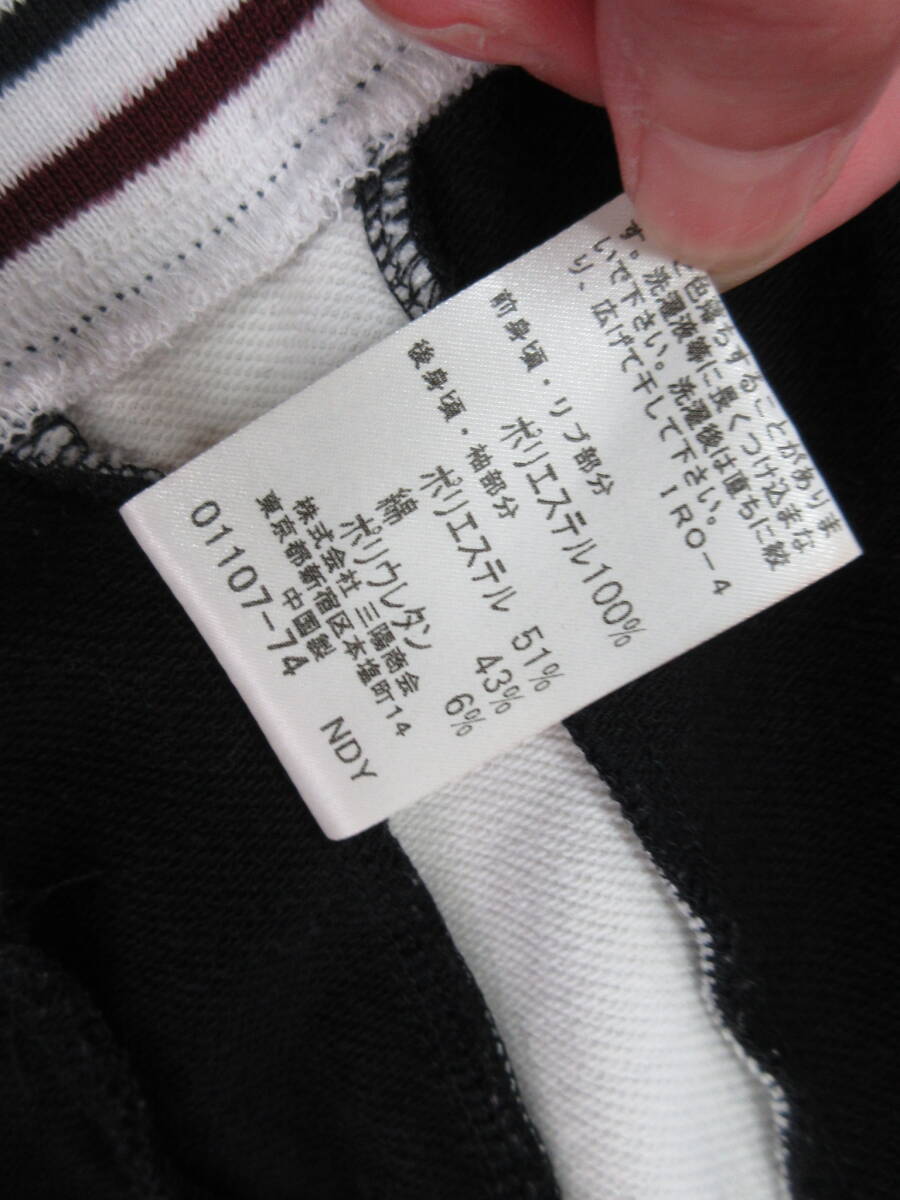 色落ちすることがありま
す。洗濯液等に長くつけ込まな
いで下さい。洗濯後は直ちに絞
り、広げて干して下さい。
IRO-4
前身頃・リブ部分
ポリエステル100%
後身頃・袖部分
ポリエステル 51%
綿 43%
ポリウレタン 6%
株式会社 三陽商会
東京都新宿区本塩町14
中国製
01107-74 NDY